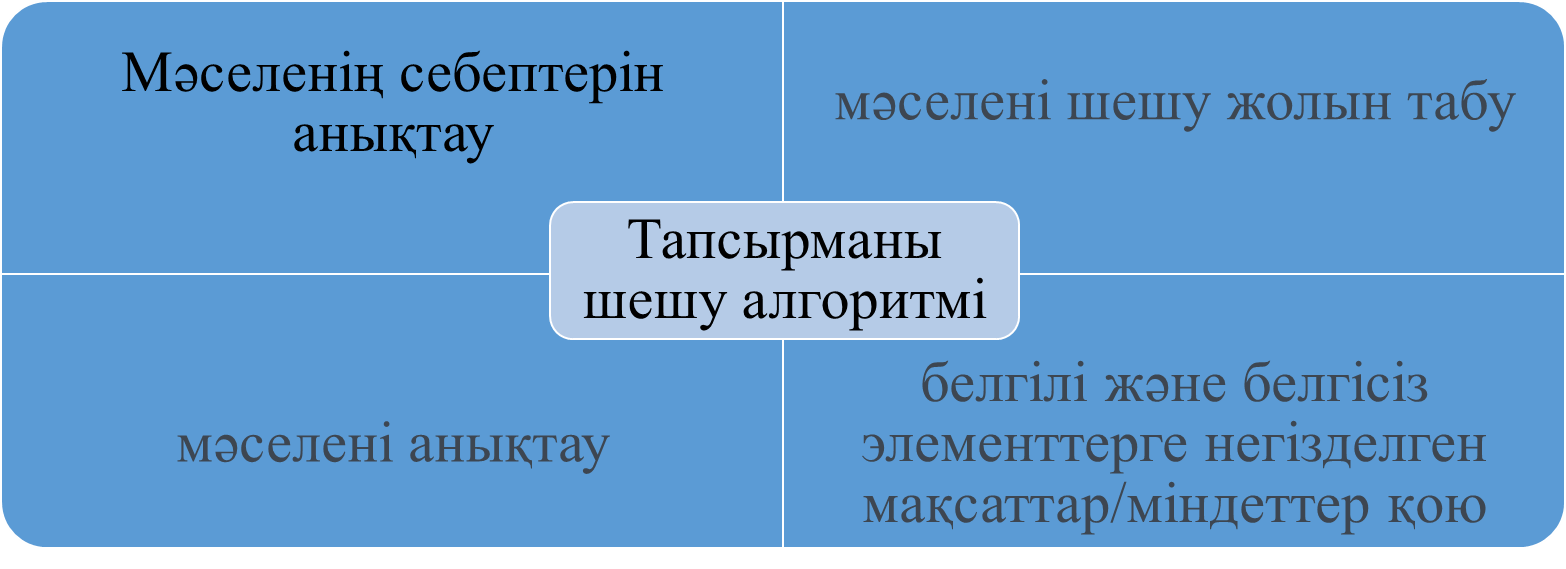 Мәселенің себептерін
анықтау
мәселені шешу жолын табу
Тапсырманы
шешу алгоритмі
мәселені анықтау
белгілі және белгісіз
элементтерге негізделген
мақсаттар/міндеттер қою